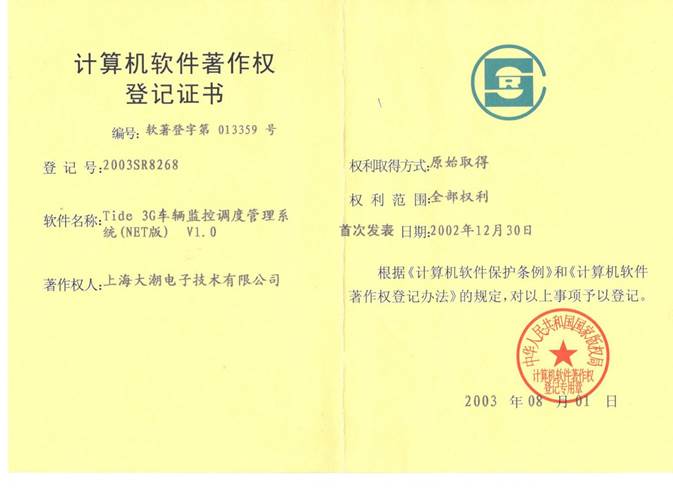 计算机软件著作权
登记证书
编号: 软著登字第 013359 号
登 记 号:2003SR8268
软件名称:Tide 3G车辆监控调度管理系
统(NET版) V1.0
著作权人:上海大潮电子技术有限公司
R
权利取得方式:原始取得
权 利 范 围:全部权利
首次发表 日期:2002年12月30日
根据《计算机软件保护条例》和《计算机软件
著作权登记办法》的规定,对以上事项予以登记。
中华人民共和国国家版权局
计算机软件著作权
登记专用章
2003 年 08 月 01 日